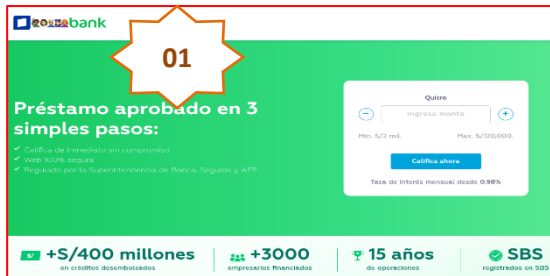 bank
01
Préstamo aprobado en 3
simples pasos:
Califica de inmediato sin compromiso
Web 100% segura
Regulado por la Superintendencia de Banca, Seguros y AFP
Quiero
Ingresa monto
Min. S/2 mil. Max. S/120,000.
Califica ahora
Tasa de interés mensual desde 0.98%
S/ +S/400 millones
en créditos desembolsados
+3000
empresarios financiados
15 años
de operaciones
SBS
registrados en SBS